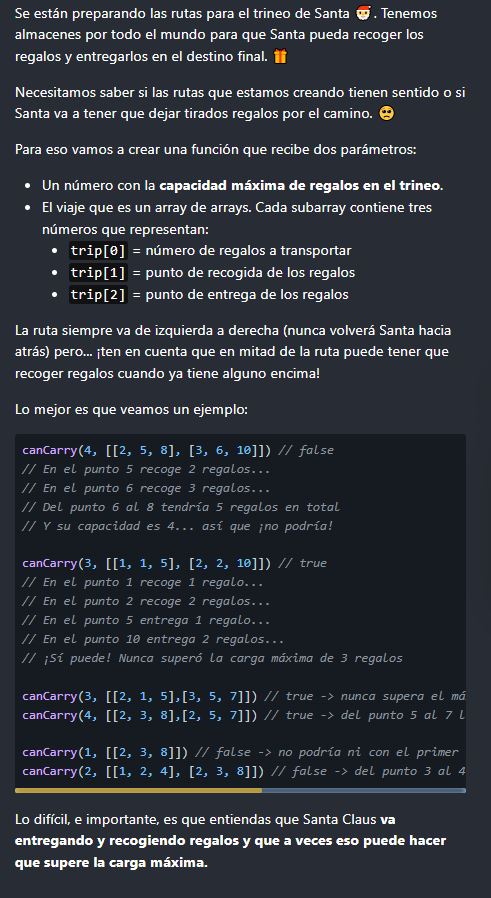 Se están preparando las rutas para el trineo de Santa 🎅. Tenemos
almacenes por todo el mundo para que Santa pueda recoger los
regalos y entregarlos en el destino final. 🎁
Necesitamos saber si las rutas que estamos creando tienen sentido o si
Santa va a tener que dejar tirados regalos por el camino. 🥺
Para eso vamos a crear una función que recibe dos parámetros:
• Un número con la capacidad máxima de regalos en el trineo.
• El viaje que es un array de arrays. Cada subarray contiene tres
números que representan:
• trip[0] = número de regalos a transportar
• trip[1] = punto de recogida de los regalos
• trip[2] = punto de entrega de los regalos
La ruta siempre va de izquierda a derecha (nunca volverá Santa hacia
atrás) pero... ¡ten en cuenta que en mitad de la ruta puede tener que
recoger regalos cuando ya tiene alguno encima!
Lo mejor es que veamos un ejemplo:
canCarry(4, [[2, 5, 8], [3, 6, 10]]) // false
// En el punto 5 recoge 2 regalos...
// En el punto 6 recoge 3 regalos...
// Del punto 6 al 8 tendría 5 regalos en total
// Y su capacidad es 4... así que ¡no podría!
canCarry(3, [[1, 1, 5], [2, 2, 10]]) // true
// En el punto 1 recoge 1 regalo...
// En el punto 2 recoge 2 regalos...
// En el punto 5 entrega 1 regalo...
// En el punto 10 entrega 2 regalos...
// ¡Sí puede! Nunca superó la carga máxima de 3 regalos
canCarry(3, [[2, 1, 5],[3, 5, 7]]) // true -> nunca supera el má
canCarry(4, [[2, 3, 8],[2, 5, 7]]) // true -> del punto 5 al 7 l
canCarry(1, [[2, 3, 8]]) // false -> no podría ni con el primer
canCarry(2, [[1, 2, 4], [2, 3, 8]]) // false -> del punto 3 al 4
Lo difícil, e importante, es que entiendas que Santa Claus va
entregando y recogiendo regalos y que a veces eso puede hacer
que supere la carga máxima.